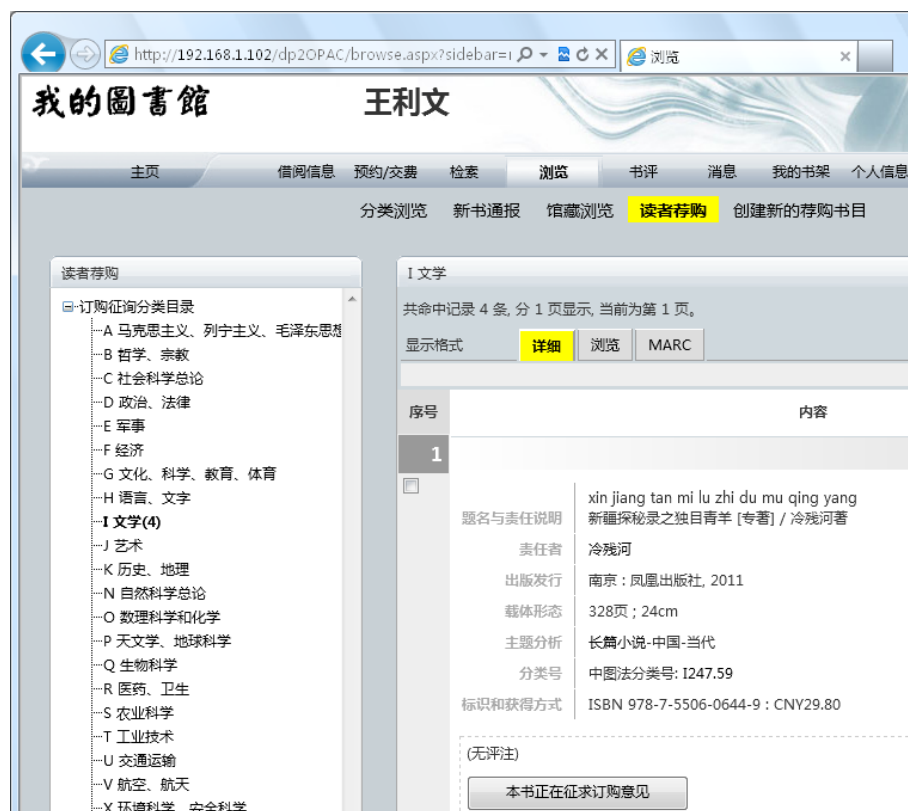 http://192.168.1.102/dp2OPAC/browse.aspx?sidebar=
浏览
我的圖書館
王利文
主页 借阅信息 预约/交费 检索 浏览 书评 消息 我的书架 个人信息
分类浏览 新书通报 馆藏浏览 读者荐购 创建新的荐购书目
读者荐购
订购征询分类目录
A 马克思主义、列宁主义、毛泽东思想
B 哲学、宗教
C 社会科学总论
D 政治、法律
E 军事
F 经济
G 文化、科学、教育、体育
H 语言、文字
I 文学(4)
J 艺术
K 历史、地理
N 自然科学总论
O 数理科学和化学
P 天文学、地球科学
Q 生物科学
R 医药、卫生
S 农业科学
T 工业技术
U 交通运输
V 航空、航天
X 环境科学、安全科学
I 文学
共命中记录 4 条, 分 1 页显示, 当前为第 1 页。
显示格式 详细 浏览 MARC
序号 内容
1
xin jiang tan mi lu zhi du mu qing yang
题名与责任说明 新疆探秘录之独目青羊 [专著] / 冷残河著
责任者 冷残河
出版发行 南京 : 凤凰出版社, 2011
载体形态 328页 ; 24cm
主题分析 长篇小说-中国-当代
分类号 中图法分类号: I247.59
标识和获得方式 ISBN 978-7-5506-0644-9 : CNY29.80
(无评注)
本书正在征求订购意见